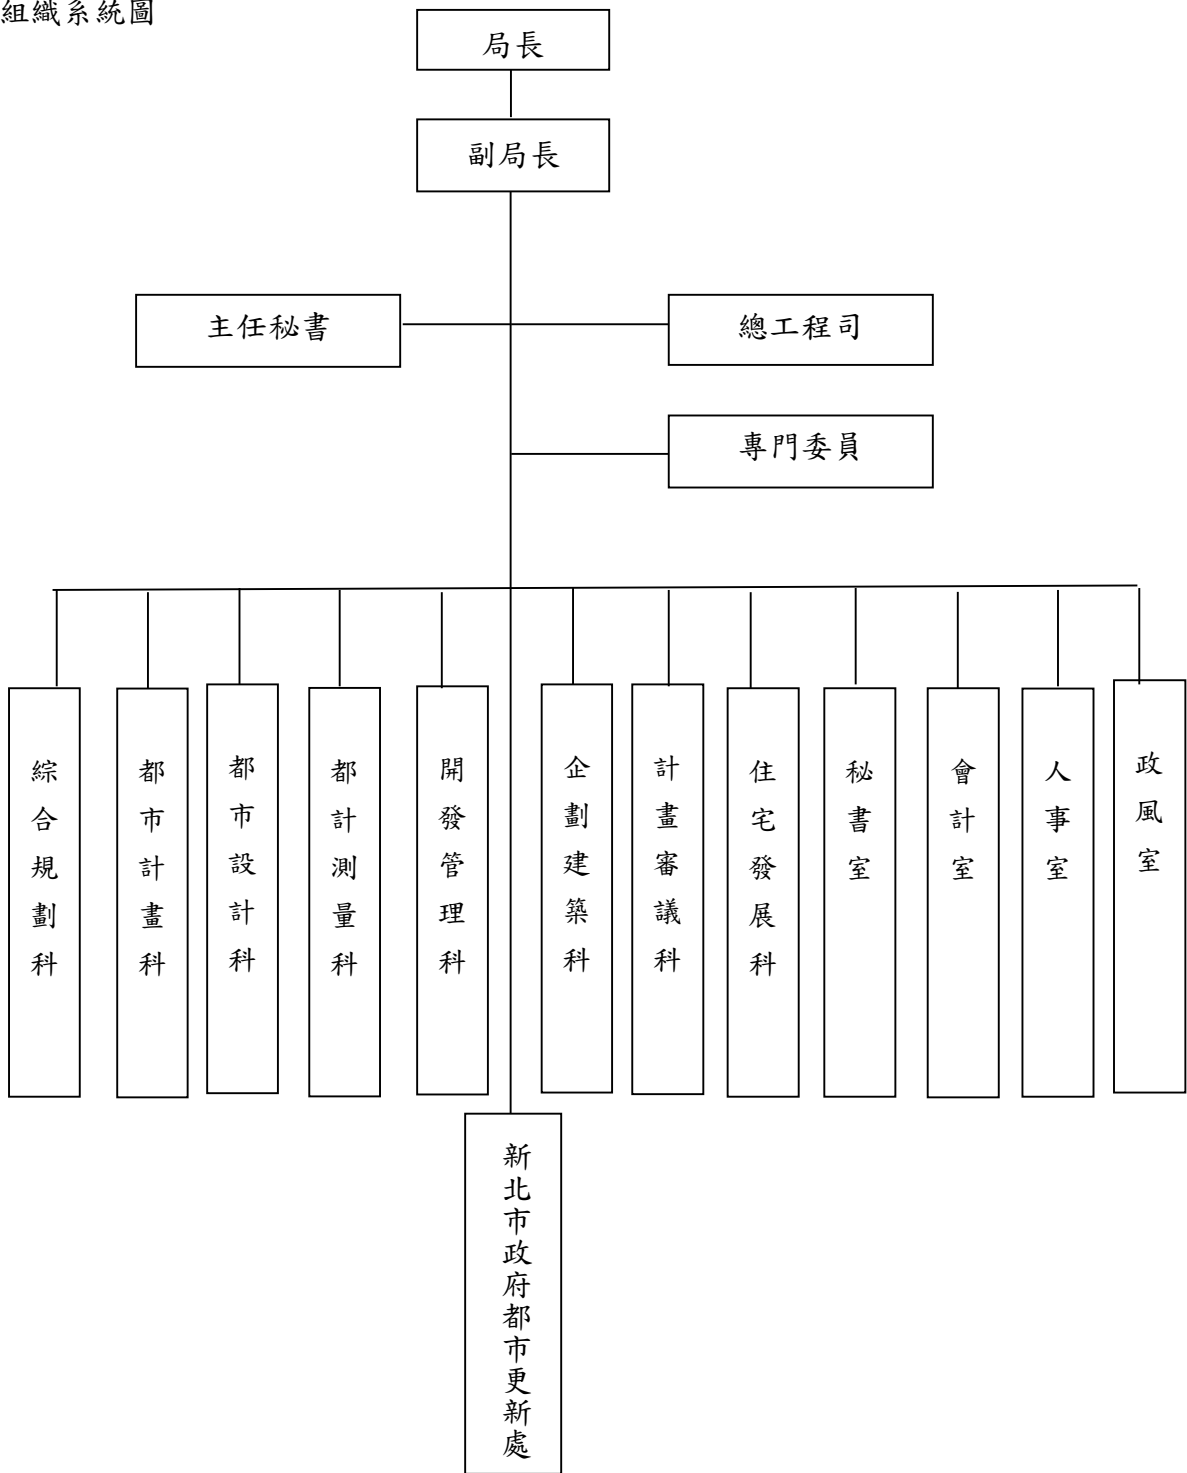 組織系統圖
局長
副局長
主任秘書
總工程司
專門委員
綜合規劃科
都市計畫科
都市設計科
都計測量科
開發管理科
企劃建築科
計畫審議科
住宅發展科
秘書室
會計室
人事室
政風室
新北市政府都市更新處